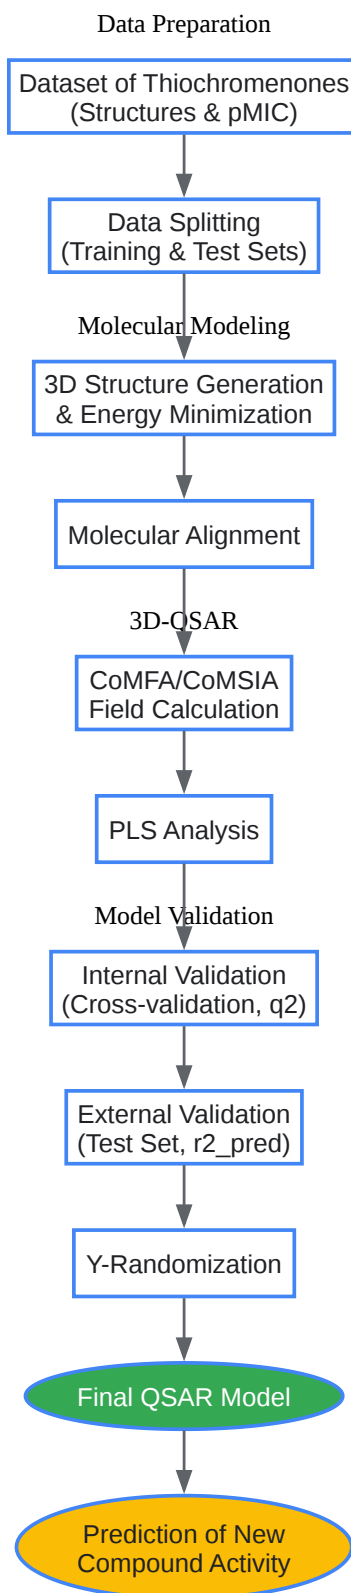 Data Preparation
Dataset of Thiochromenones
(Structures & pMIC)
Data Splitting
(Training & Test Sets)
Molecular Modeling
3D Structure Generation
& Energy Minimization
Molecular Alignment
3D-QSAR
CoMFA/CoMSIA
Field Calculation
PLS Analysis
Model Validation
Internal Validation
(Cross-validation, q2)
External Validation
(Test Set, r2_pred)
Y-Randomization
Final QSAR Model
Prediction of New
Compound Activity